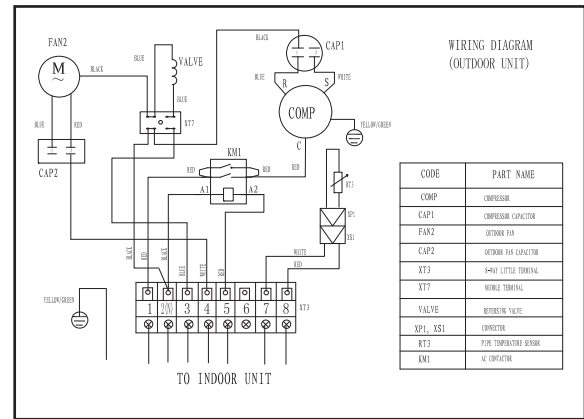 WIRING DIAGRAM
(OUTDOOR UNIT)
FAN2
M
~
BLACK
BLUE
RED
CAP2
BLUE
VALVE
BLUE
XT7
BLACK
CAP1
1 2
BLUE
WHITE
R
S
COMP
C
YELLOW/GREEN
KM1
RED
RED
RED
A1
A2
RT3
XP1
XS1
WHITE
RED
BLACK
RED
BLACK
BLUE
WHITE
RED
YELLOW/GREEN
1 2(N) 3 4 5 6 7 8
XT3
TO INDOOR UNIT
CODE PART NAME
COMP COMPRESSOR
CAP1 COMPRESSOR CAPACITOR
FAN2 OUTDOOR FAN
CAP2 OUTDOOR FAN CAPACITOR
XT3 8-WAY LITTLE TERMINAL
XT7 MIDDLE TERMINAL
VALVE REVERSING VALVE
XP1, XS1 CONNECTOR
RT3 PIPE TEMPERATURE SENSOR
KM1 AC CONTACTOR